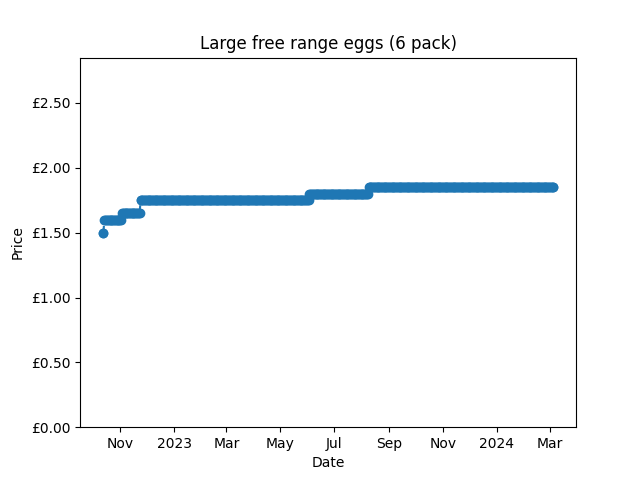 Large free range eggs (6 pack)
£2.50
£2.00
£1.50
£1.00
£0.50
£0.00
Price
Nov 2023 Mar May Jul Sep Nov 2024 Mar
Date